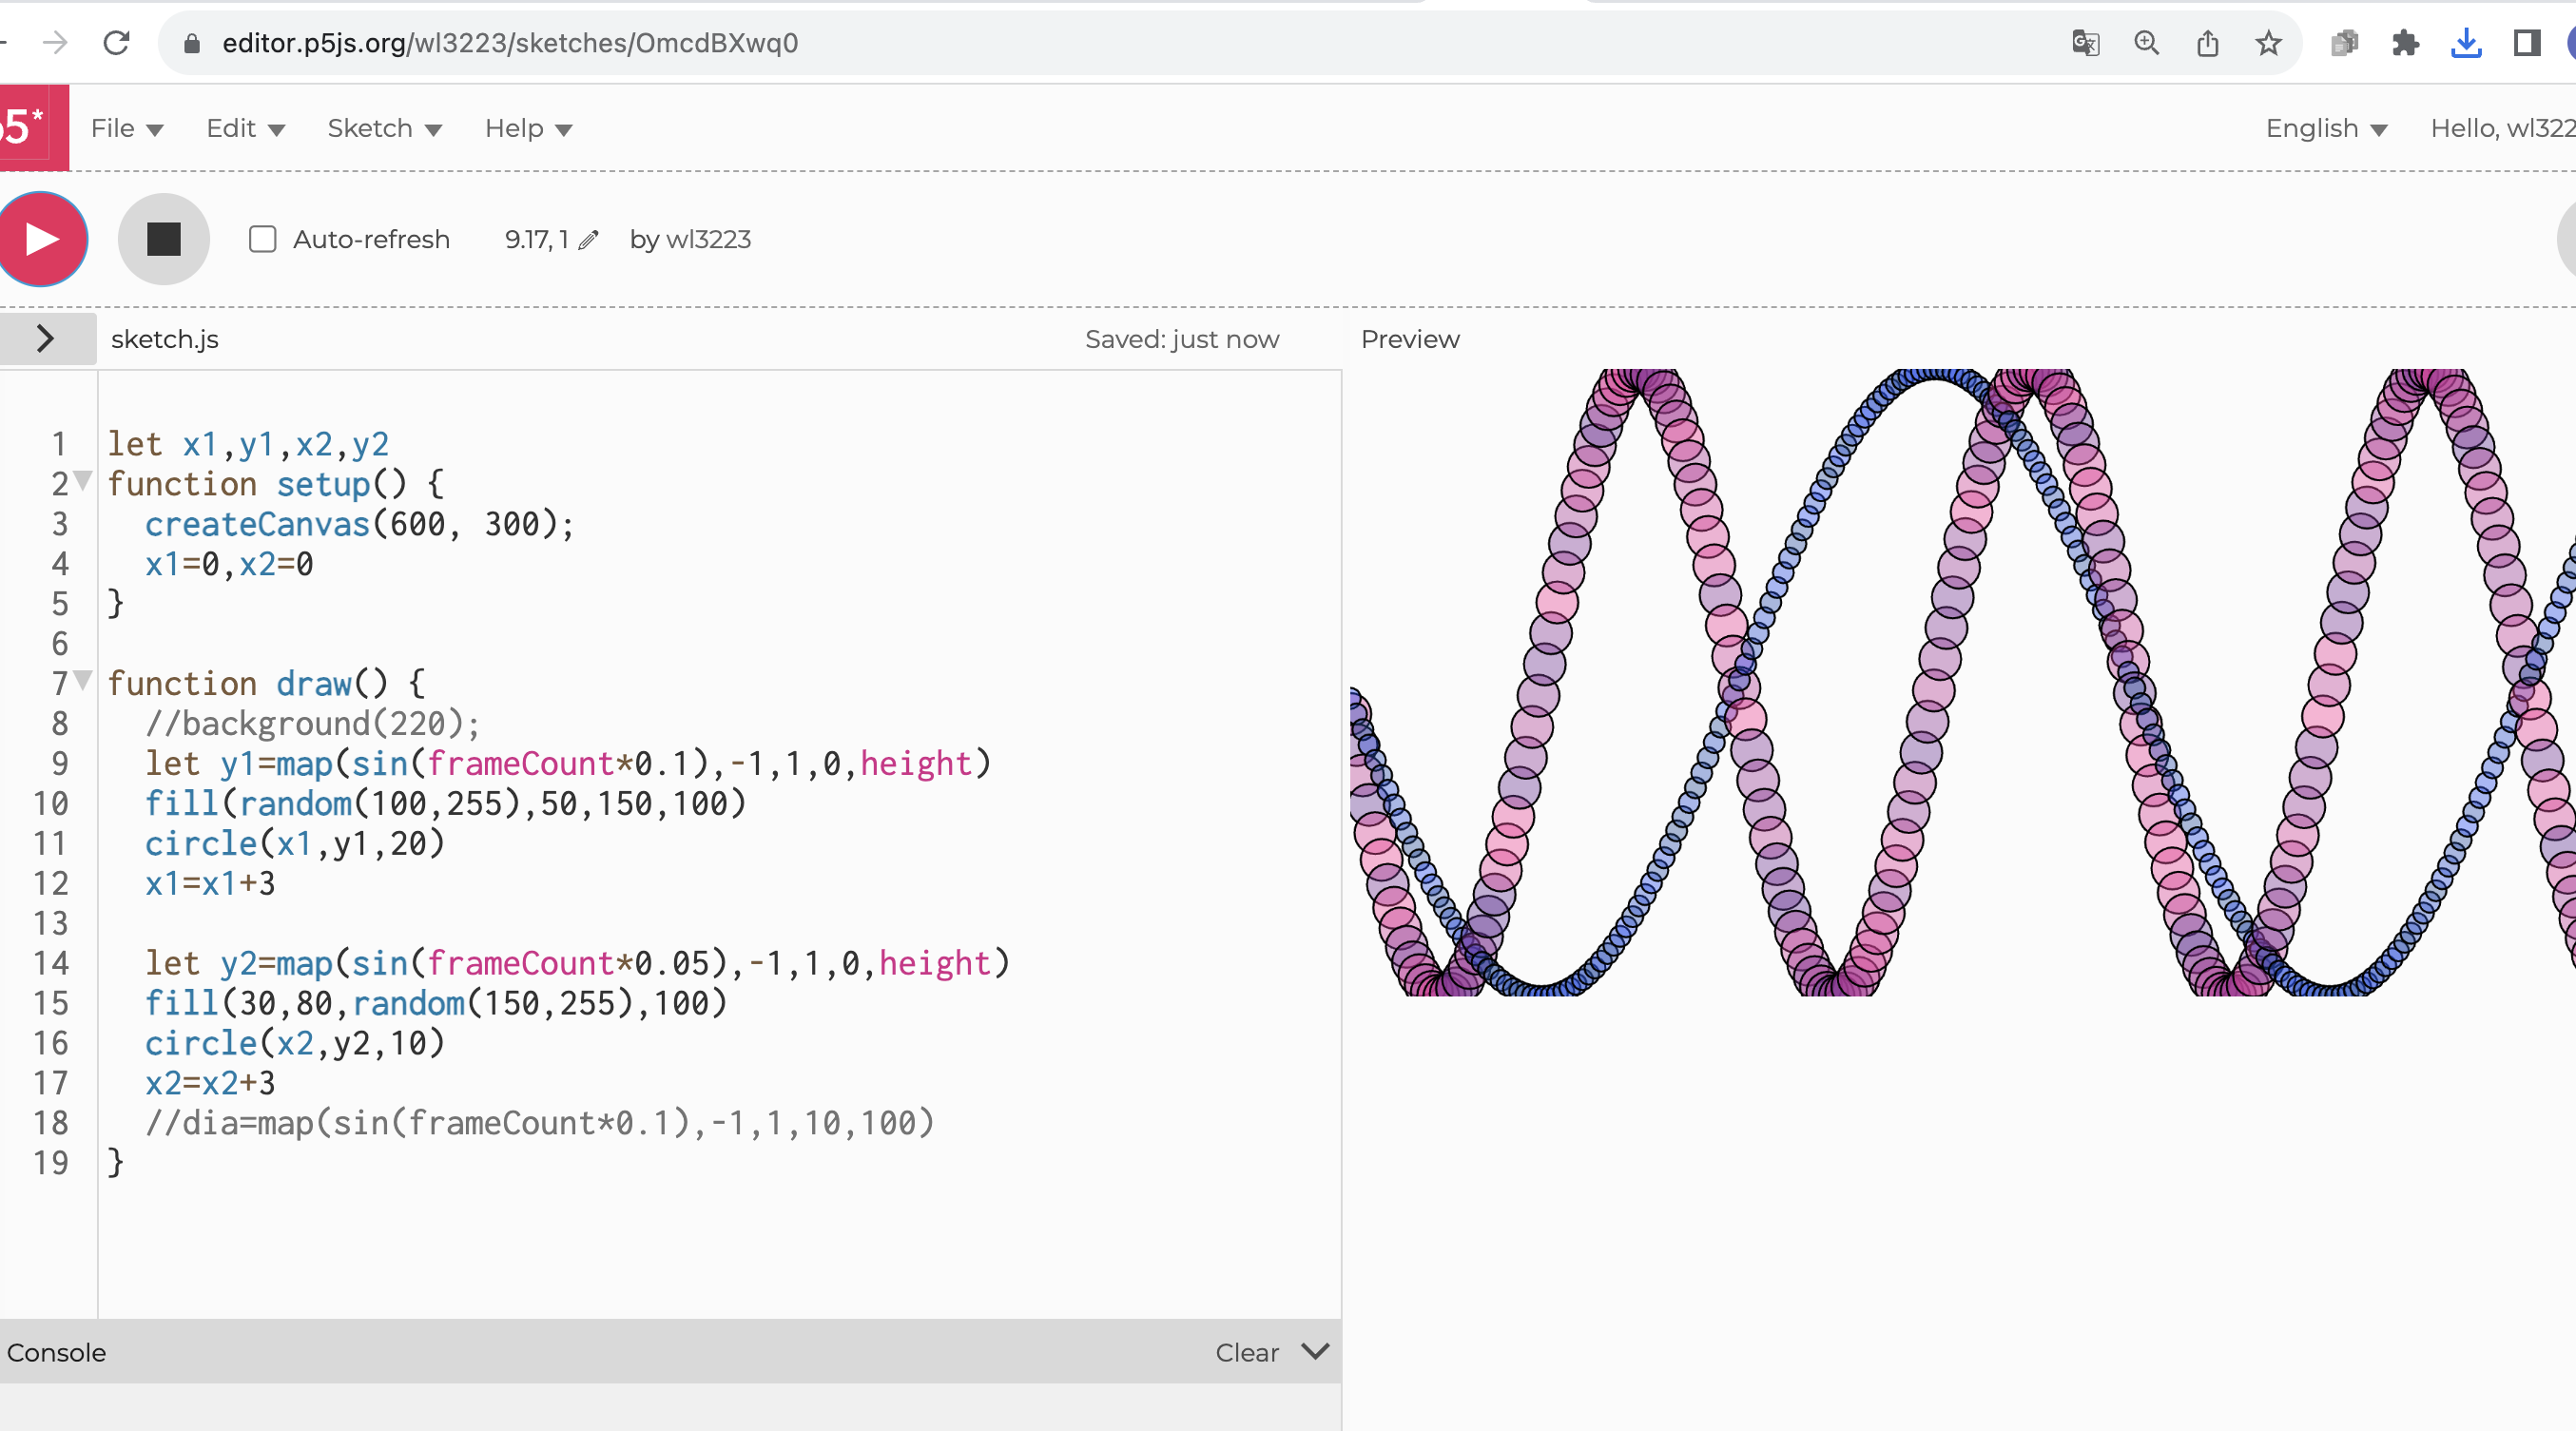 editor.p5js.org/wl3223/sketches/OmcdBXwq0
p5*
File
Edit
Sketch
Help
English
Hello, wl322
Auto-refresh
9.17, 1
by wl3223
sketch.js
Saved: just now
Preview
1 let x1,y1,x2,y2
2 function setup() {
3 createCanvas(600, 300);
4 x1=0,x2=0
5 }
6
7 function draw() {
8 //background(220);
9 let y1=map(sin(frameCount*0.1),-1,1,0,height)
10 fill(random(100,255),50,150,100)
11 circle(x1,y1,20)
12 x1=x1+3
13
14 let y2=map(sin(frameCount*0.05),-1,1,0,height)
15 fill(30,80,random(150,255),100)
16 circle(x2,y2,10)
17 x2=x2+3
18 //dia=map(sin(frameCount*0.1),-1,1,10,100)
19 }
Console
Clear